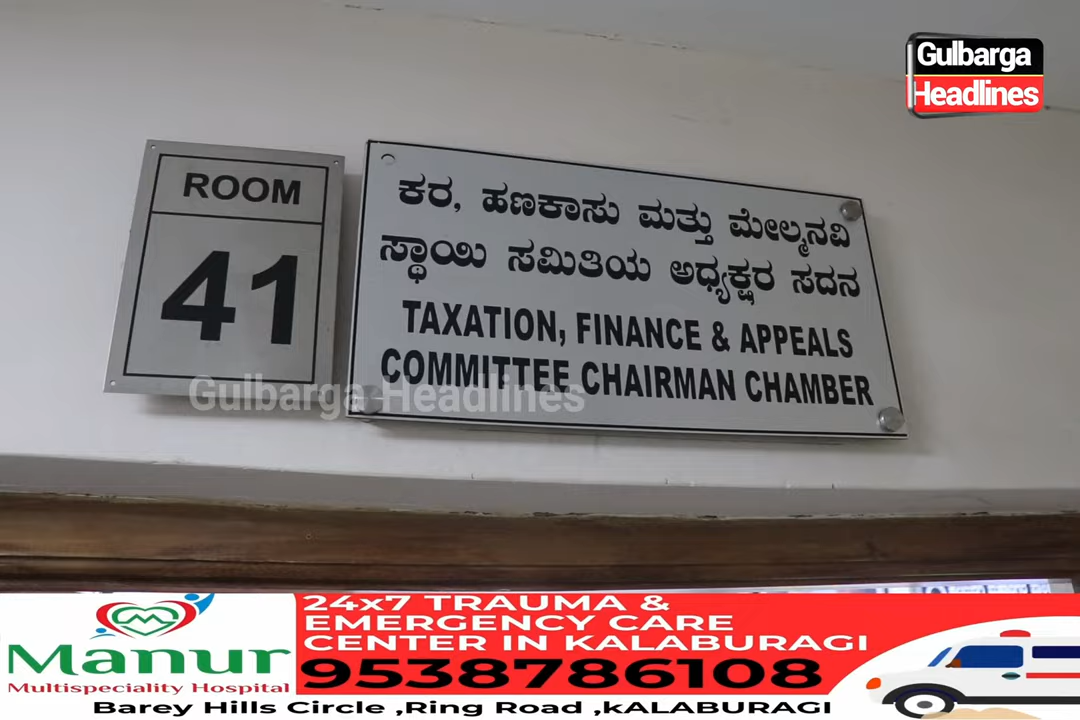 Gulbarga
Headlines
ROOM
41
ಕರ, ಹಣಕಾಸು ಮತ್ತು ಮೇಲ್ಮನವಿ
ಸ್ಥಾಯಿ ಸಮಿತಿಯ ಅಧ್ಯಕ್ಷರ ಸದನ
TAXATION, FINANCE & APPEALS
COMMITTEE CHAIRMAN CHAMBER
Gulbarga Headlines
Manur
Multispeciality Hospital
24x7 TRAUMA &
EMERGENCY CARE
CENTER IN KALABURAGI
9538786108
Barey Hills Circle ,Ring Road ,kALABURAGI